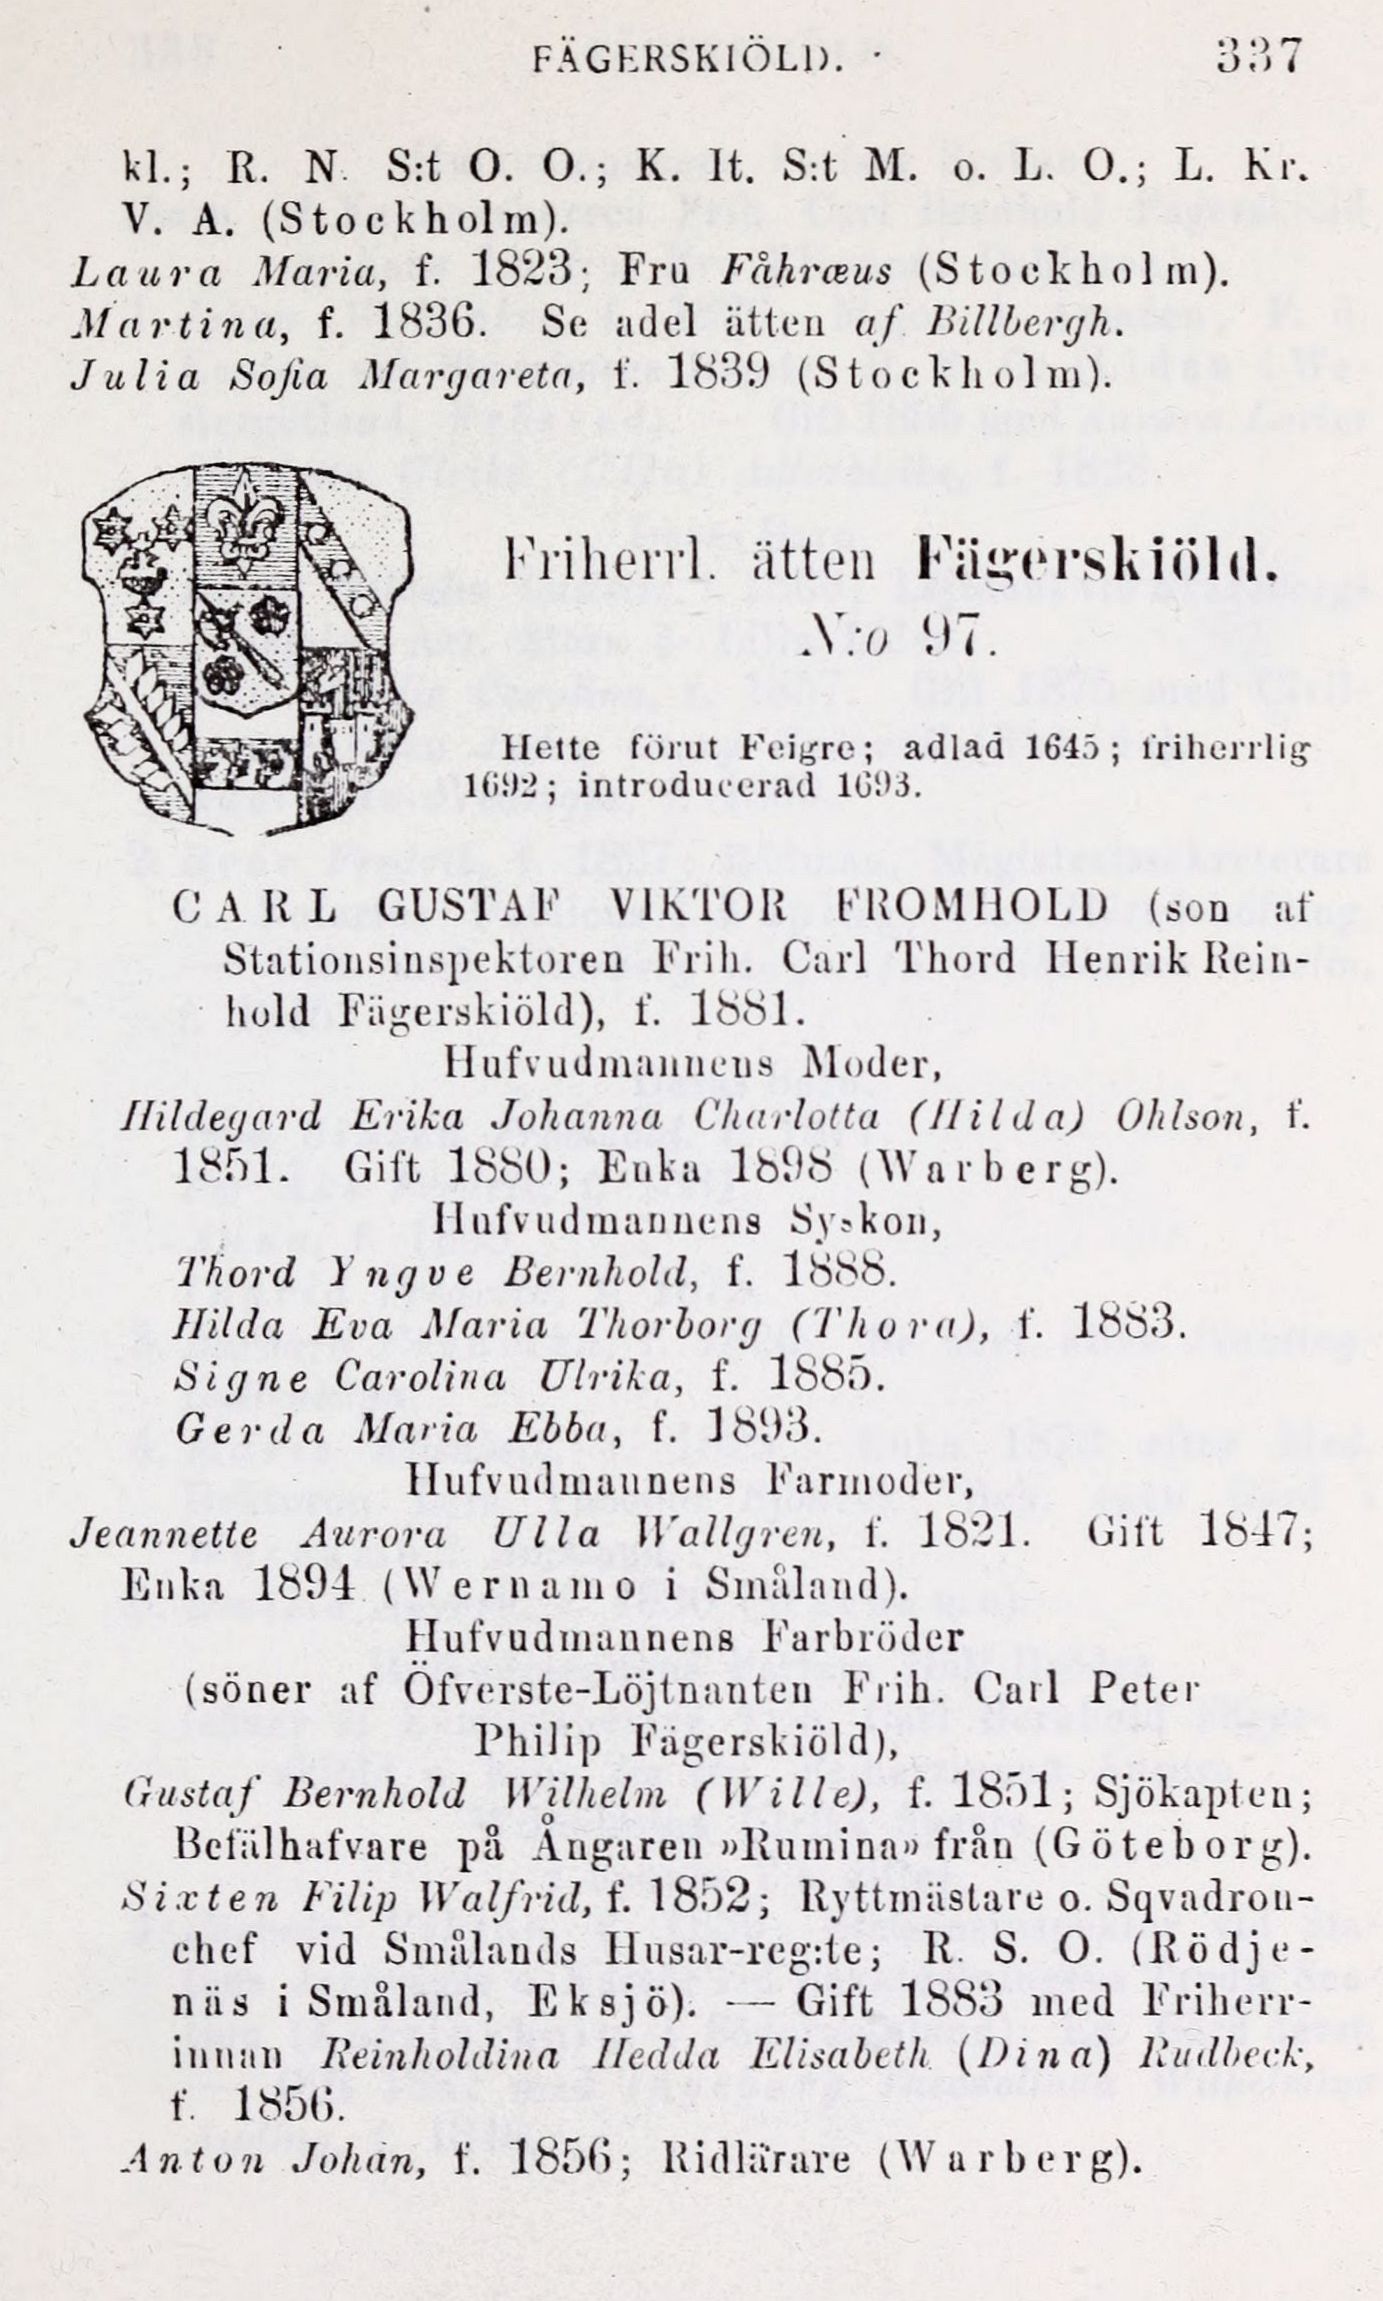 FÄGERSKIÖLD.
337
kl.; R. N. S:t O. O.; K. It. S:t M. o. L. O.; L. Kr.
V. A. (Stockholm).
Laura Maria, f. 1823; Fru Fåhræus (Stockholm).
Martina, f. 1836. Se adel ätten af Billbergh.
Julia Sofia Margareta, f. 1839 (Stockholm).
Friherrl. ätten Fägerskiöld.
N:o 97.
Hette förut Feigre; adlad 1645; friherrlig
1692; introducerad 1693.
CARL GUSTAF VIKTOR FROMHOLD (son af
Stationsinspektoren Frih. Carl Thord Henrik Rein-
hold Fägerskiöld), f. 1881.
Hufvudmannens Moder,
Hildegard Erika Johanna Charlotta (Hilda) Ohlson, f.
1851. Gift 1880; Enka 1898 (Warberg).
Hufvudmannens Syskon,
Thord Yngve Bernhold, f. 1888.
Hilda Eva Maria Thorborg (Thora), f. 1883.
Signe Carolina Ulrika, f. 1885.
Gerda Maria Ebba, f. 1893.
Hufvudmannens Farmoder,
Jeannette Aurora Ulla Wallgren, f. 1821. Gift 1847;
Enka 1894 (Wernamo i Småland).
Hufvudmannens Farbröder
(söner af Öfverste-Löjtnanten Frih. Carl Peter
Philip Fägerskiöld),
Gustaf Bernhold Wilhelm (Wille), f. 1851; Sjökapten;
Befälhafvare på Ångaren »Rumina» från (Göteborg).
Sixten Filip Walfrid, f. 1852; Ryttmästare o. Sqvadron-
chef vid Smålands Husar-reg:te; R. S. O. (Rödje-
näs i Småland, Eksjö). — Gift 1883 med Friherr-
innan Reinholdina Hedda Elisabeth (Dina) Rudbeck,
f. 1856.
Anton Johan, f. 1856; Ridlärare (Warberg).